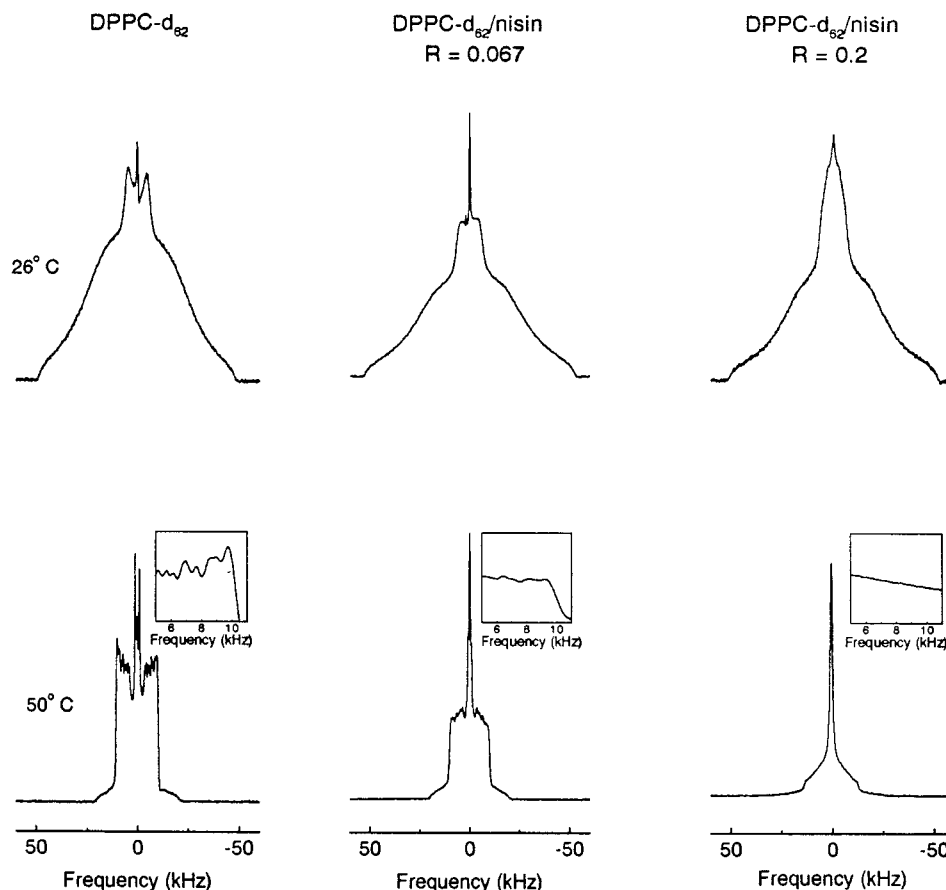 DPPC-d₆₂
DPPC-d₆₂/nisin
R = 0.067
DPPC-d₆₂/nisin
R = 0.2
26° C
50° C
6 8 10
Frequency (kHz)
6 8 10
Frequency (kHz)
6 8 10
Frequency (kHz)
50 0 -50
Frequency (kHz)
50 0 -50
Frequency (kHz)
50 0 -50
Frequency (kHz)